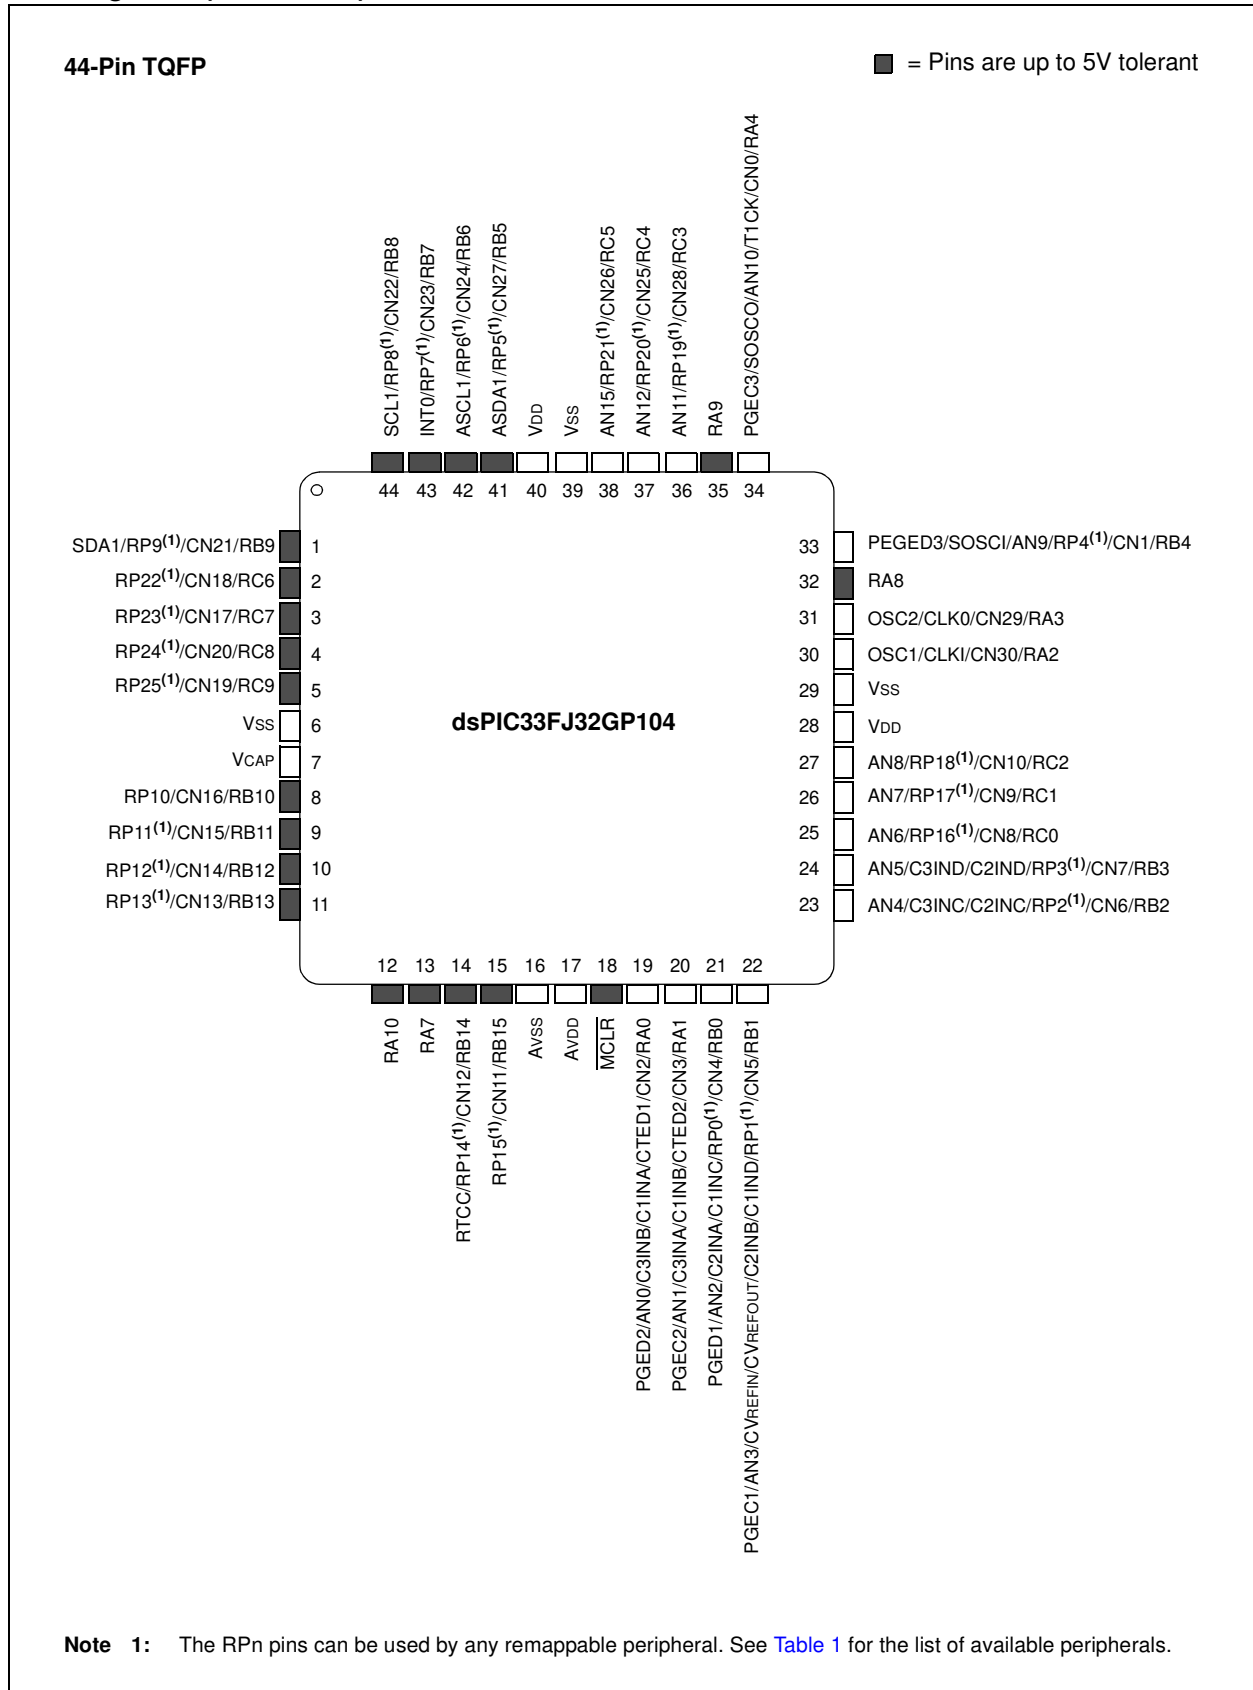 44-Pin TQFP
= Pins are up to 5V tolerant
SCL1/RP8(1)/CN22/RB8
INT0/RP7(1)/CN23/RB7
ASCL1/RP6(1)/CN24/RB6
ASDA1/RP5(1)/CN27/RB5
VDD
VSS
AN15/RP21(1)/CN26/RC5
AN12/RP20(1)/CN25/RC4
AN11/RP19(1)/CN28/RC3
RA9
PGEC3/SOSCO/AN10/T1CK/CN0/RA4
44 43 42 41 40 39 38 37 36 35 34
SDA1/RP9(1)/CN21/RB9 1
RP22(1)/CN18/RC6 2
RP23(1)/CN17/RC7 3
RP24(1)/CN20/RC8 4
RP25(1)/CN19/RC9 5
VSS 6
VCAP 7
RP10/CN16/RB10 8
RP11(1)/CN15/RB11 9
RP12(1)/CN14/RB12 10
RP13(1)/CN13/RB13 11
dsPIC33FJ32GP104
33 PEGED3/SOSCI/AN9/RP4(1)/CN1/RB4
32 RA8
31 OSC2/CLK0/CN29/RA3
30 OSC1/CLKI/CN30/RA2
29 VSS
28 VDD
27 AN8/RP18(1)/CN10/RC2
26 AN7/RP17(1)/CN9/RC1
25 AN6/RP16(1)/CN8/RC0
24 AN5/C3IND/C2IND/RP3(1)/CN7/RB3
23 AN4/C3INC/C2INC/RP2(1)/CN6/RB2
12 13 14 15 16 17 18 19 20 21 22
RA10
RA7
RTCC/RP14(1)/CN12/RB14
RP15(1)/CN11/RB15
AVSS
AVDD
MCLR
PGED2/AN0/C3INB/C1INA/CTED1/CN2/RA0
PGEC2/AN1/C3INA/C1INB/CTED2/CN3/RA1
PGED1/AN2/C2INA/C1INC/RP0(1)/CN4/RB0
PGEC1/AN3/CVREFIN/CVREFOUT/C2INB/C1IND/RP1(1)/CN5/RB1
Note 1: The RPn pins can be used by any remappable peripheral. See Table 1 for the list of available peripherals.